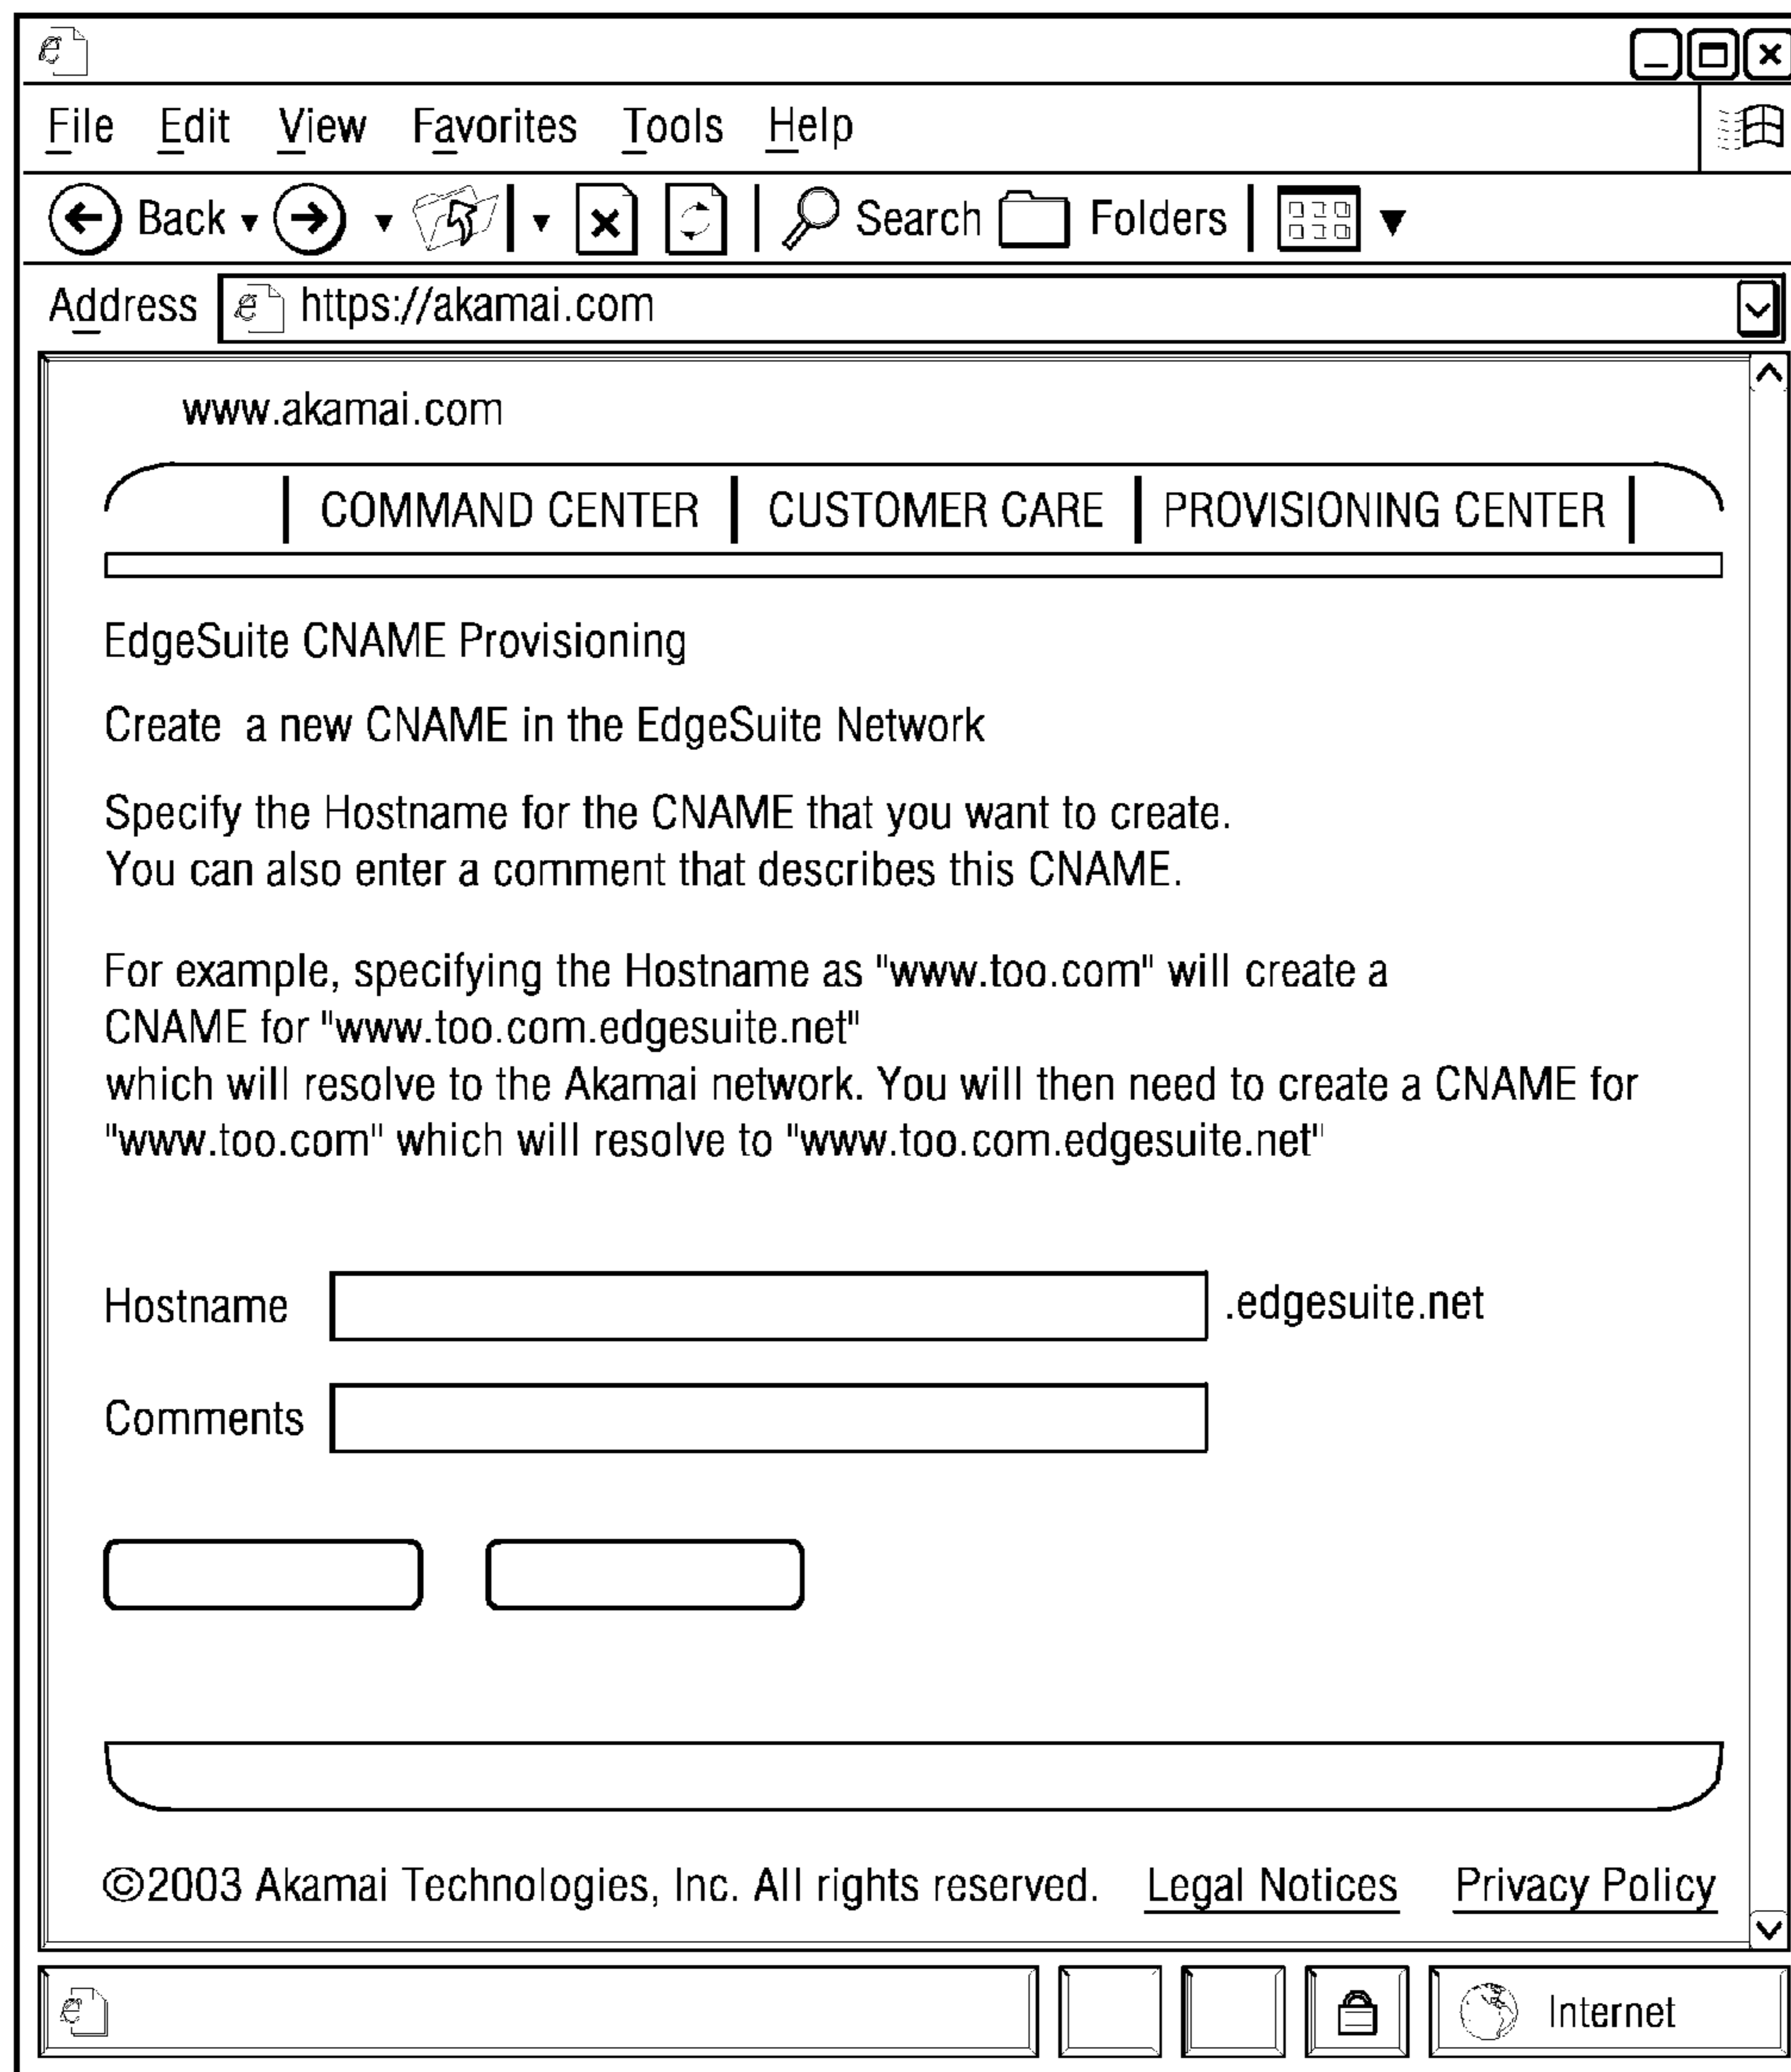 File Edit View Favorites Tools Help
Back Search Folders
Address https://akamai.com
www.akamai.com
COMMAND CENTER CUSTOMER CARE PROVISIONING CENTER
EdgeSuite CNAME Provisioning
Create a new CNAME in the EdgeSuite Network
Specify the Hostname for the CNAME that you want to create.
You can also enter a comment that describes this CNAME.
For example, specifying the Hostname as "www.too.com" will create a
CNAME for "www.too.com.edgesuite.net"
which will resolve to the Akamai network. You will then need to create a CNAME for
"www.too.com" which will resolve to "www.too.com.edgesuite.net"
Hostname .edgesuite.net
Comments
©2003 Akamai Technologies, Inc. All rights reserved. Legal Notices Privacy Policy
Internet